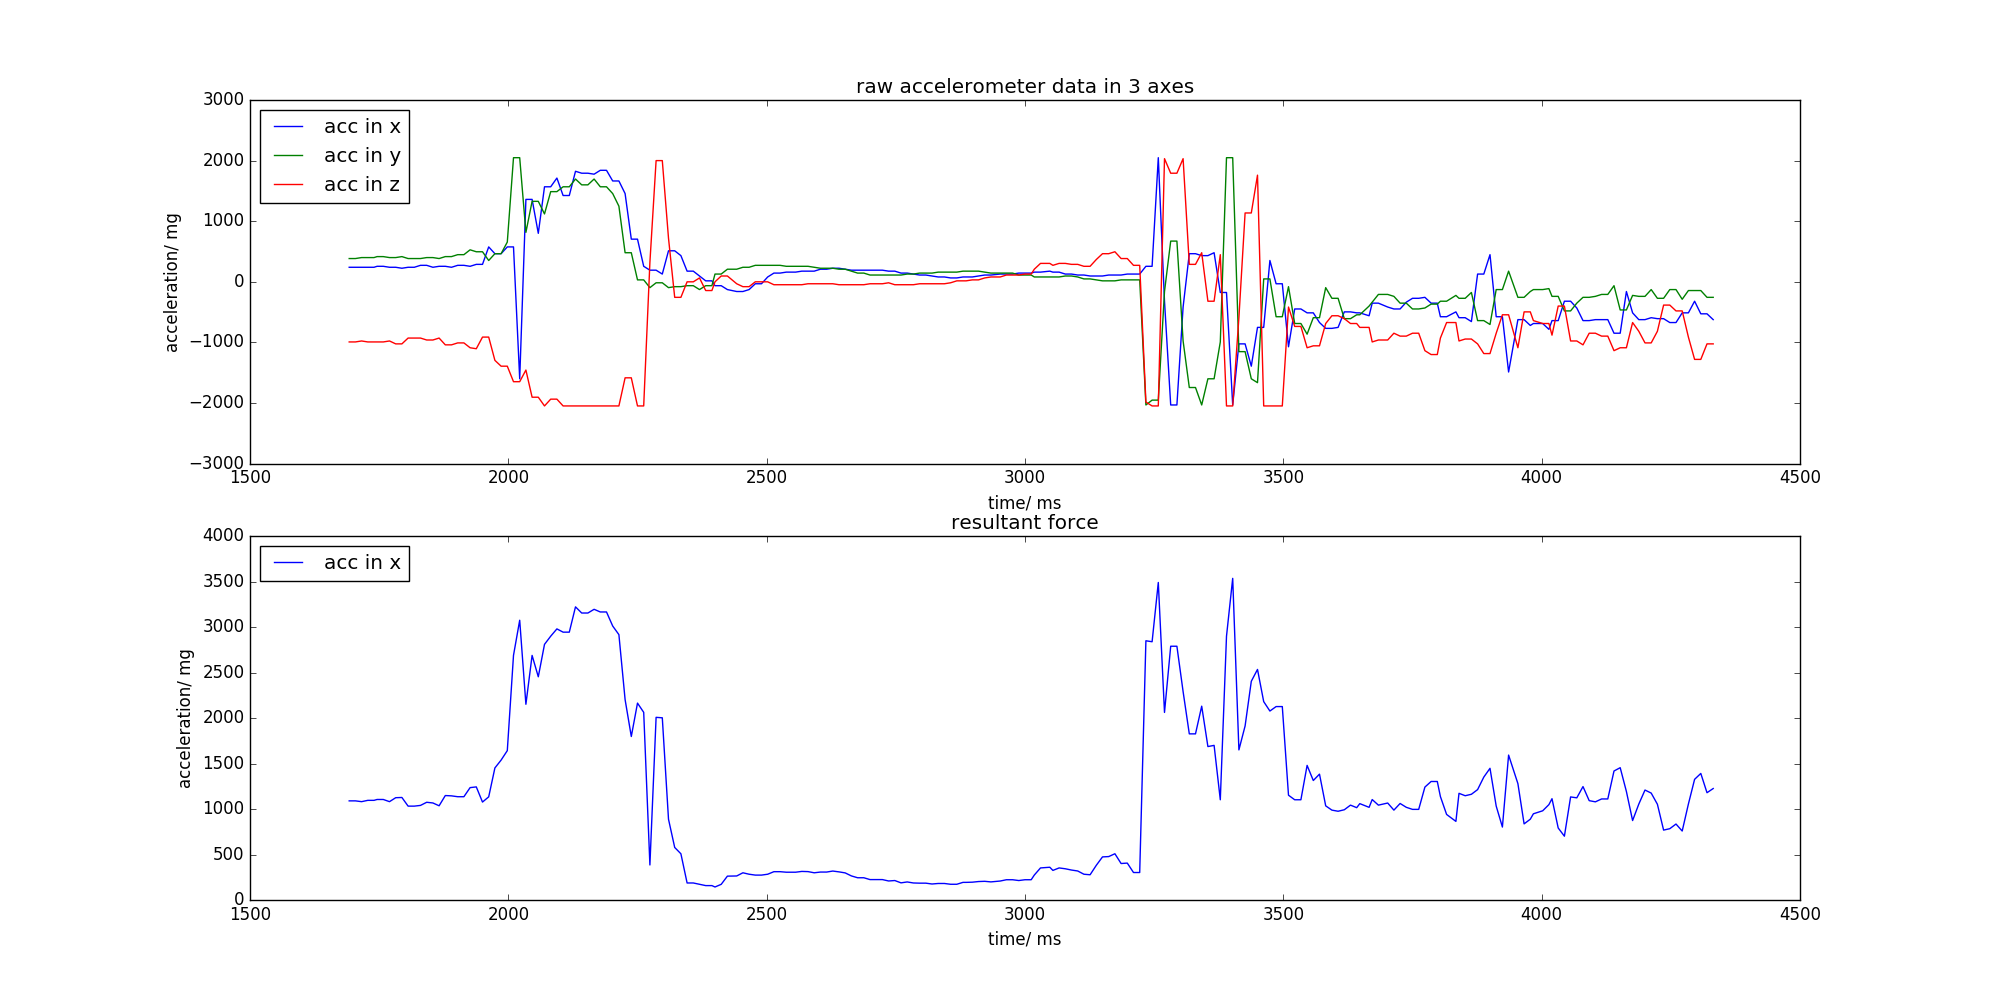 raw accelerometer data in 3 axes
3000
2000
1000
0
−1000
−2000
−3000
acceleration/ mg
acc in x
acc in y
acc in z
1500 2000 2500 3000 3500 4000 4500
time/ ms
resultant force
4000
3500
3000
2500
2000
1500
1000
500
0
acceleration/ mg
acc in x
1500 2000 2500 3000 3500 4000 4500
time/ ms